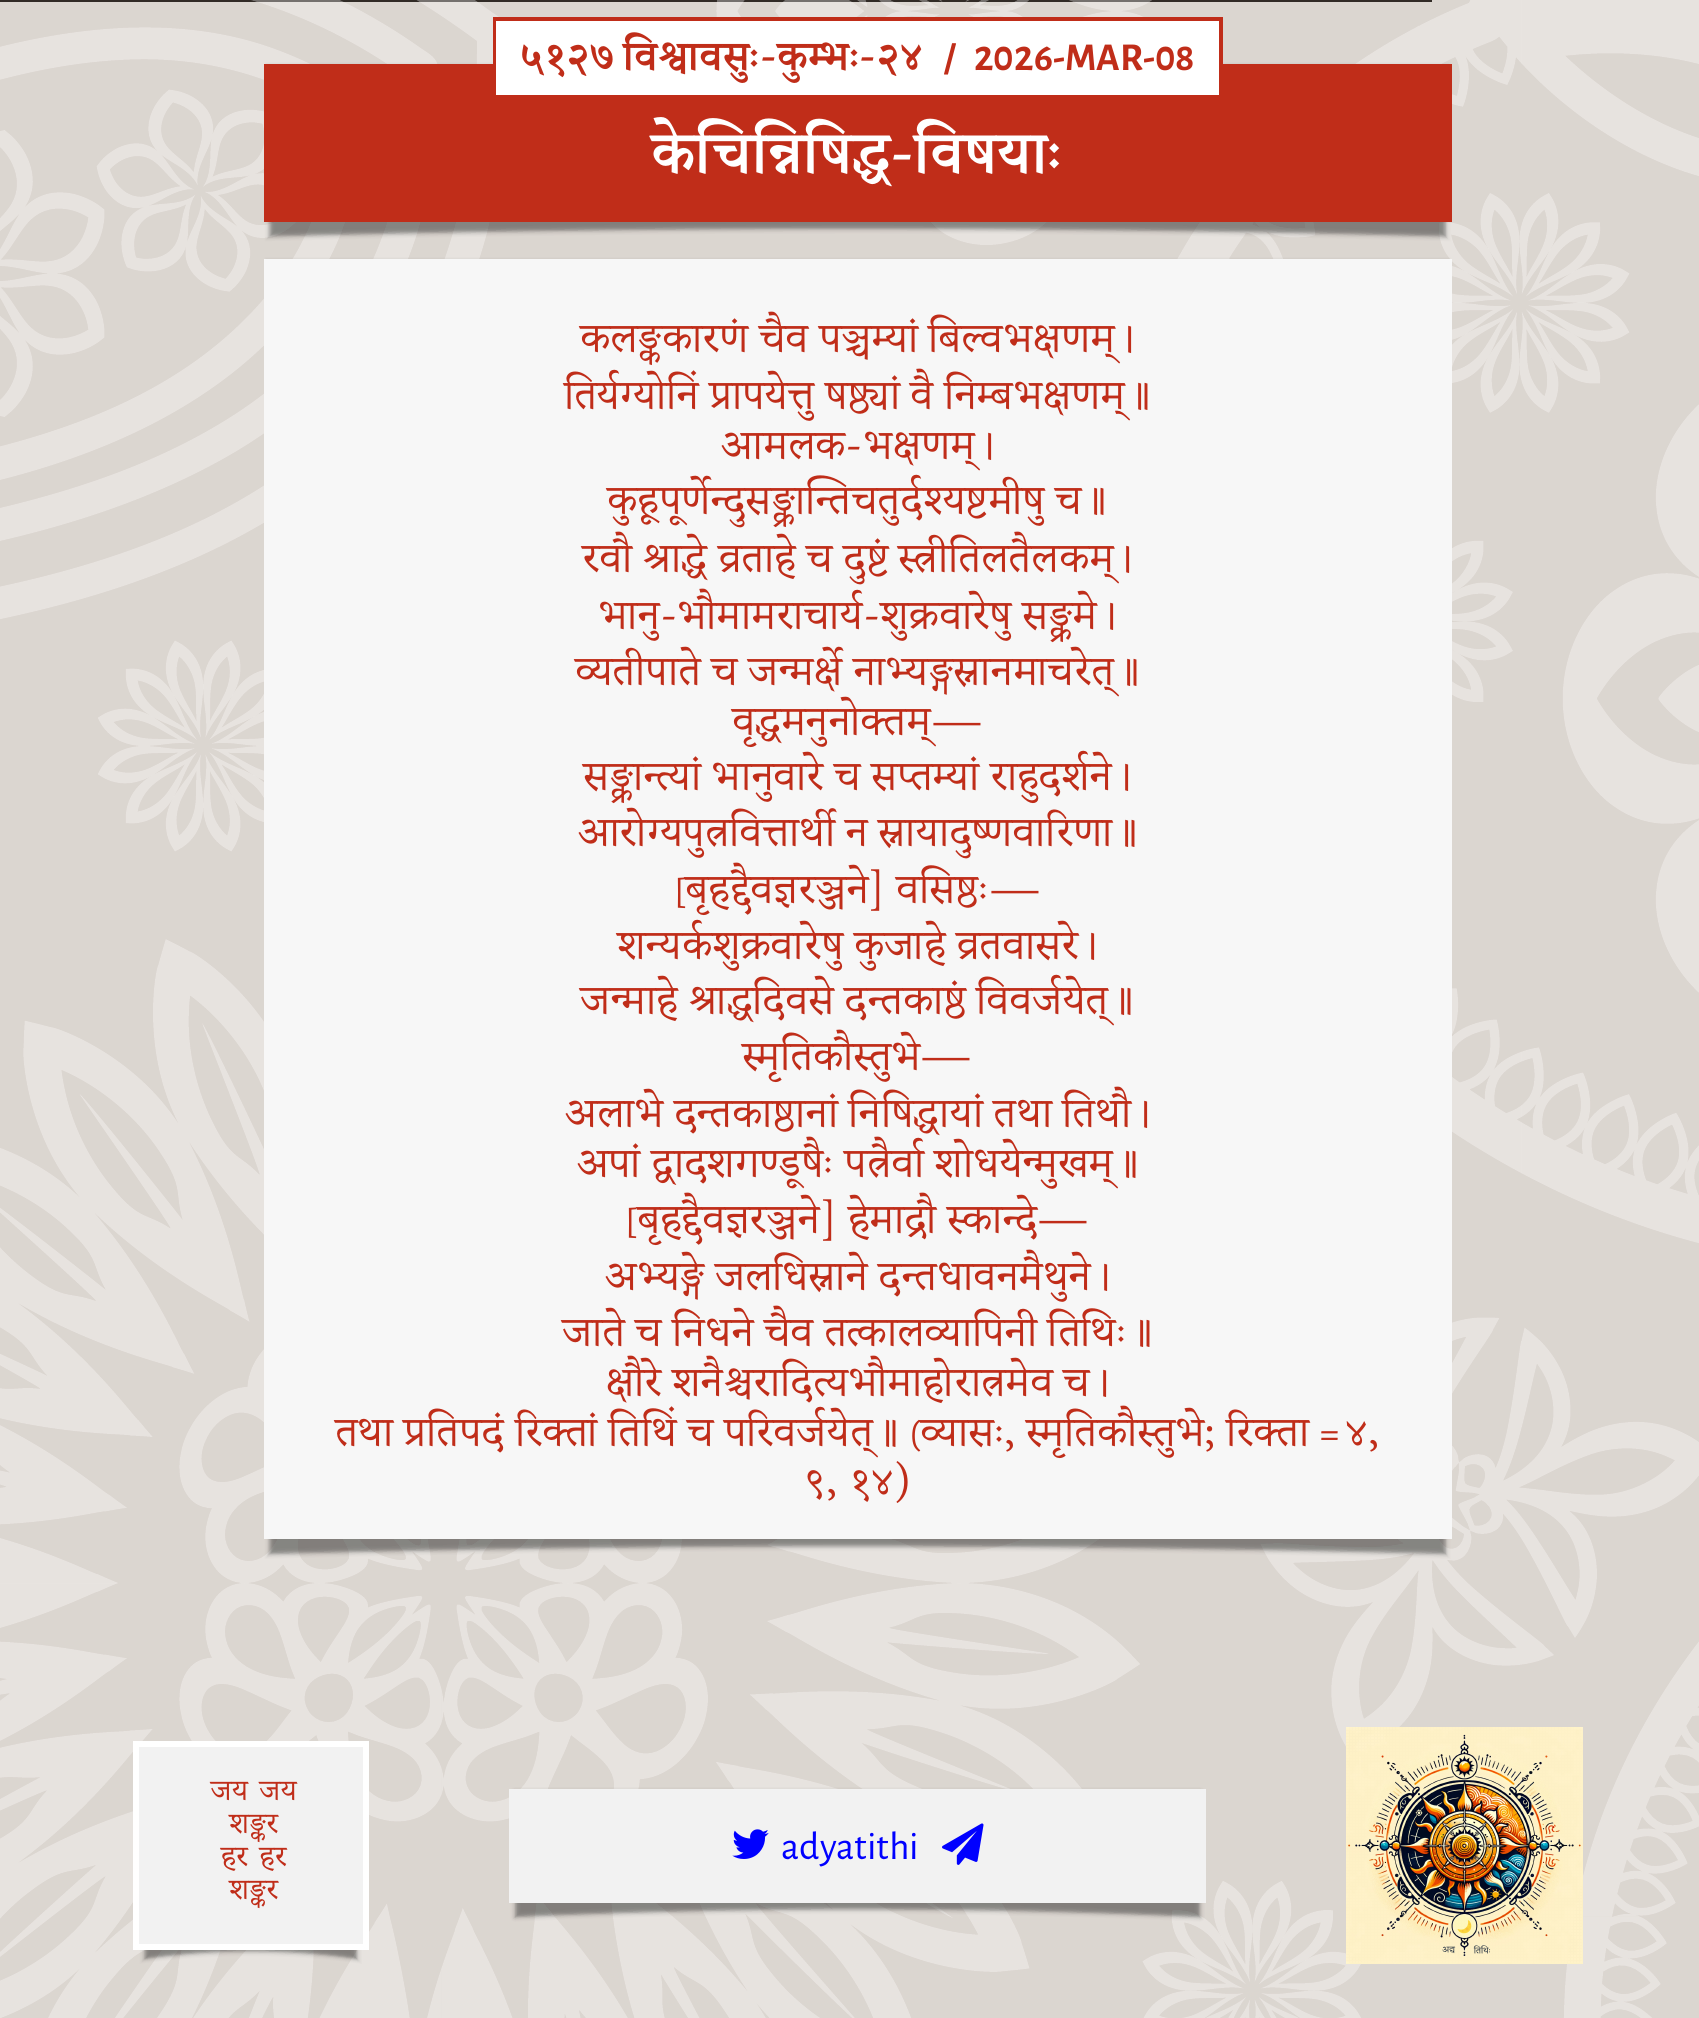 ५१२७ विश्वावसुः-कुम्भः-२४ / 2026-MAR-08
केचिन्निषिद्ध-विषयाः
कलङ्ककारणं चैव पञ्चम्यां बिल्वभक्षणम्।
तिर्यग्योनिं प्रापयेत्तु षष्ठ्यां वै निम्बभक्षणम्॥
आमलक-भक्षणम्।
कुहूपूर्णेन्दुसङ्क्रान्तिचतुर्दश्यष्टमीषु च॥
रवौ श्राद्धे व्रताहे च दुष्टं स्त्रीतिलतैलकम्।
भानु-भौमामराचार्य-शुक्रवारेषु सङ्क्रमे।
व्यतीपाते च जन्मर्क्षे नाभ्यङ्गस्नानमाचरेत्॥
वृद्धमनुनोक्तम्—
सङ्क्रान्त्यां भानुवारे च सप्तम्यां राहुदर्शने।
आरोग्यपुत्रवित्तार्थी न स्नायादुष्णवारिणा॥
[बृहद्दैवज्ञरञ्जने] वसिष्ठः—
शन्यर्कशुक्रवारेषु कुजाहे व्रतवासरे।
जन्माहे श्राद्धदिवसे दन्तकाष्ठं विवर्जयेत्॥
स्मृतिकौस्तुभे—
अलाभे दन्तकाष्ठानां निषिद्धायां तथा तिथौ।
अपां द्वादशगण्डूषैः पत्रैर्वा शोधयेन्मुखम्॥
[बृहद्दैवज्ञरञ्जने] हेमाद्रौ स्कान्दे—
अभ्यङ्गे जलधिस्नाने दन्तधावनमैथुने।
जाते च निधने चैव तत्कालव्यापिनी तिथिः॥
क्षौरे शनैश्चरादित्यभौमाहोरात्रमेव च।
तथा प्रतिपदं रिक्तां तिथिं च परिवर्जयेत्॥ (व्यासः, स्मृतिकौस्तुभे; रिक्ता = ४,
९, १४)
जय जय
शङ्कर
हर हर
शङ्कर
adyatithi
अद्य तिथिः